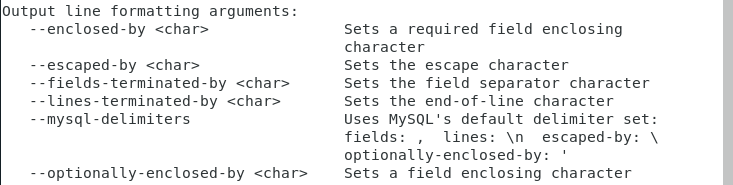 Output line formatting arguments:
   --enclosed-by <char>               Sets a required field enclosing
                                      character
   --escaped-by <char>                Sets the escape character
   --fields-terminated-by <char>      Sets the field separator character
   --lines-terminated-by <char>       Sets the end-of-line character
   --mysql-delimiters                 Uses MySQL's default delimiter set:
                                      fields: ,  lines: \n  escaped-by: \
                                      optionally-enclosed-by: '
   --optionally-enclosed-by <char>    Sets a field enclosing character